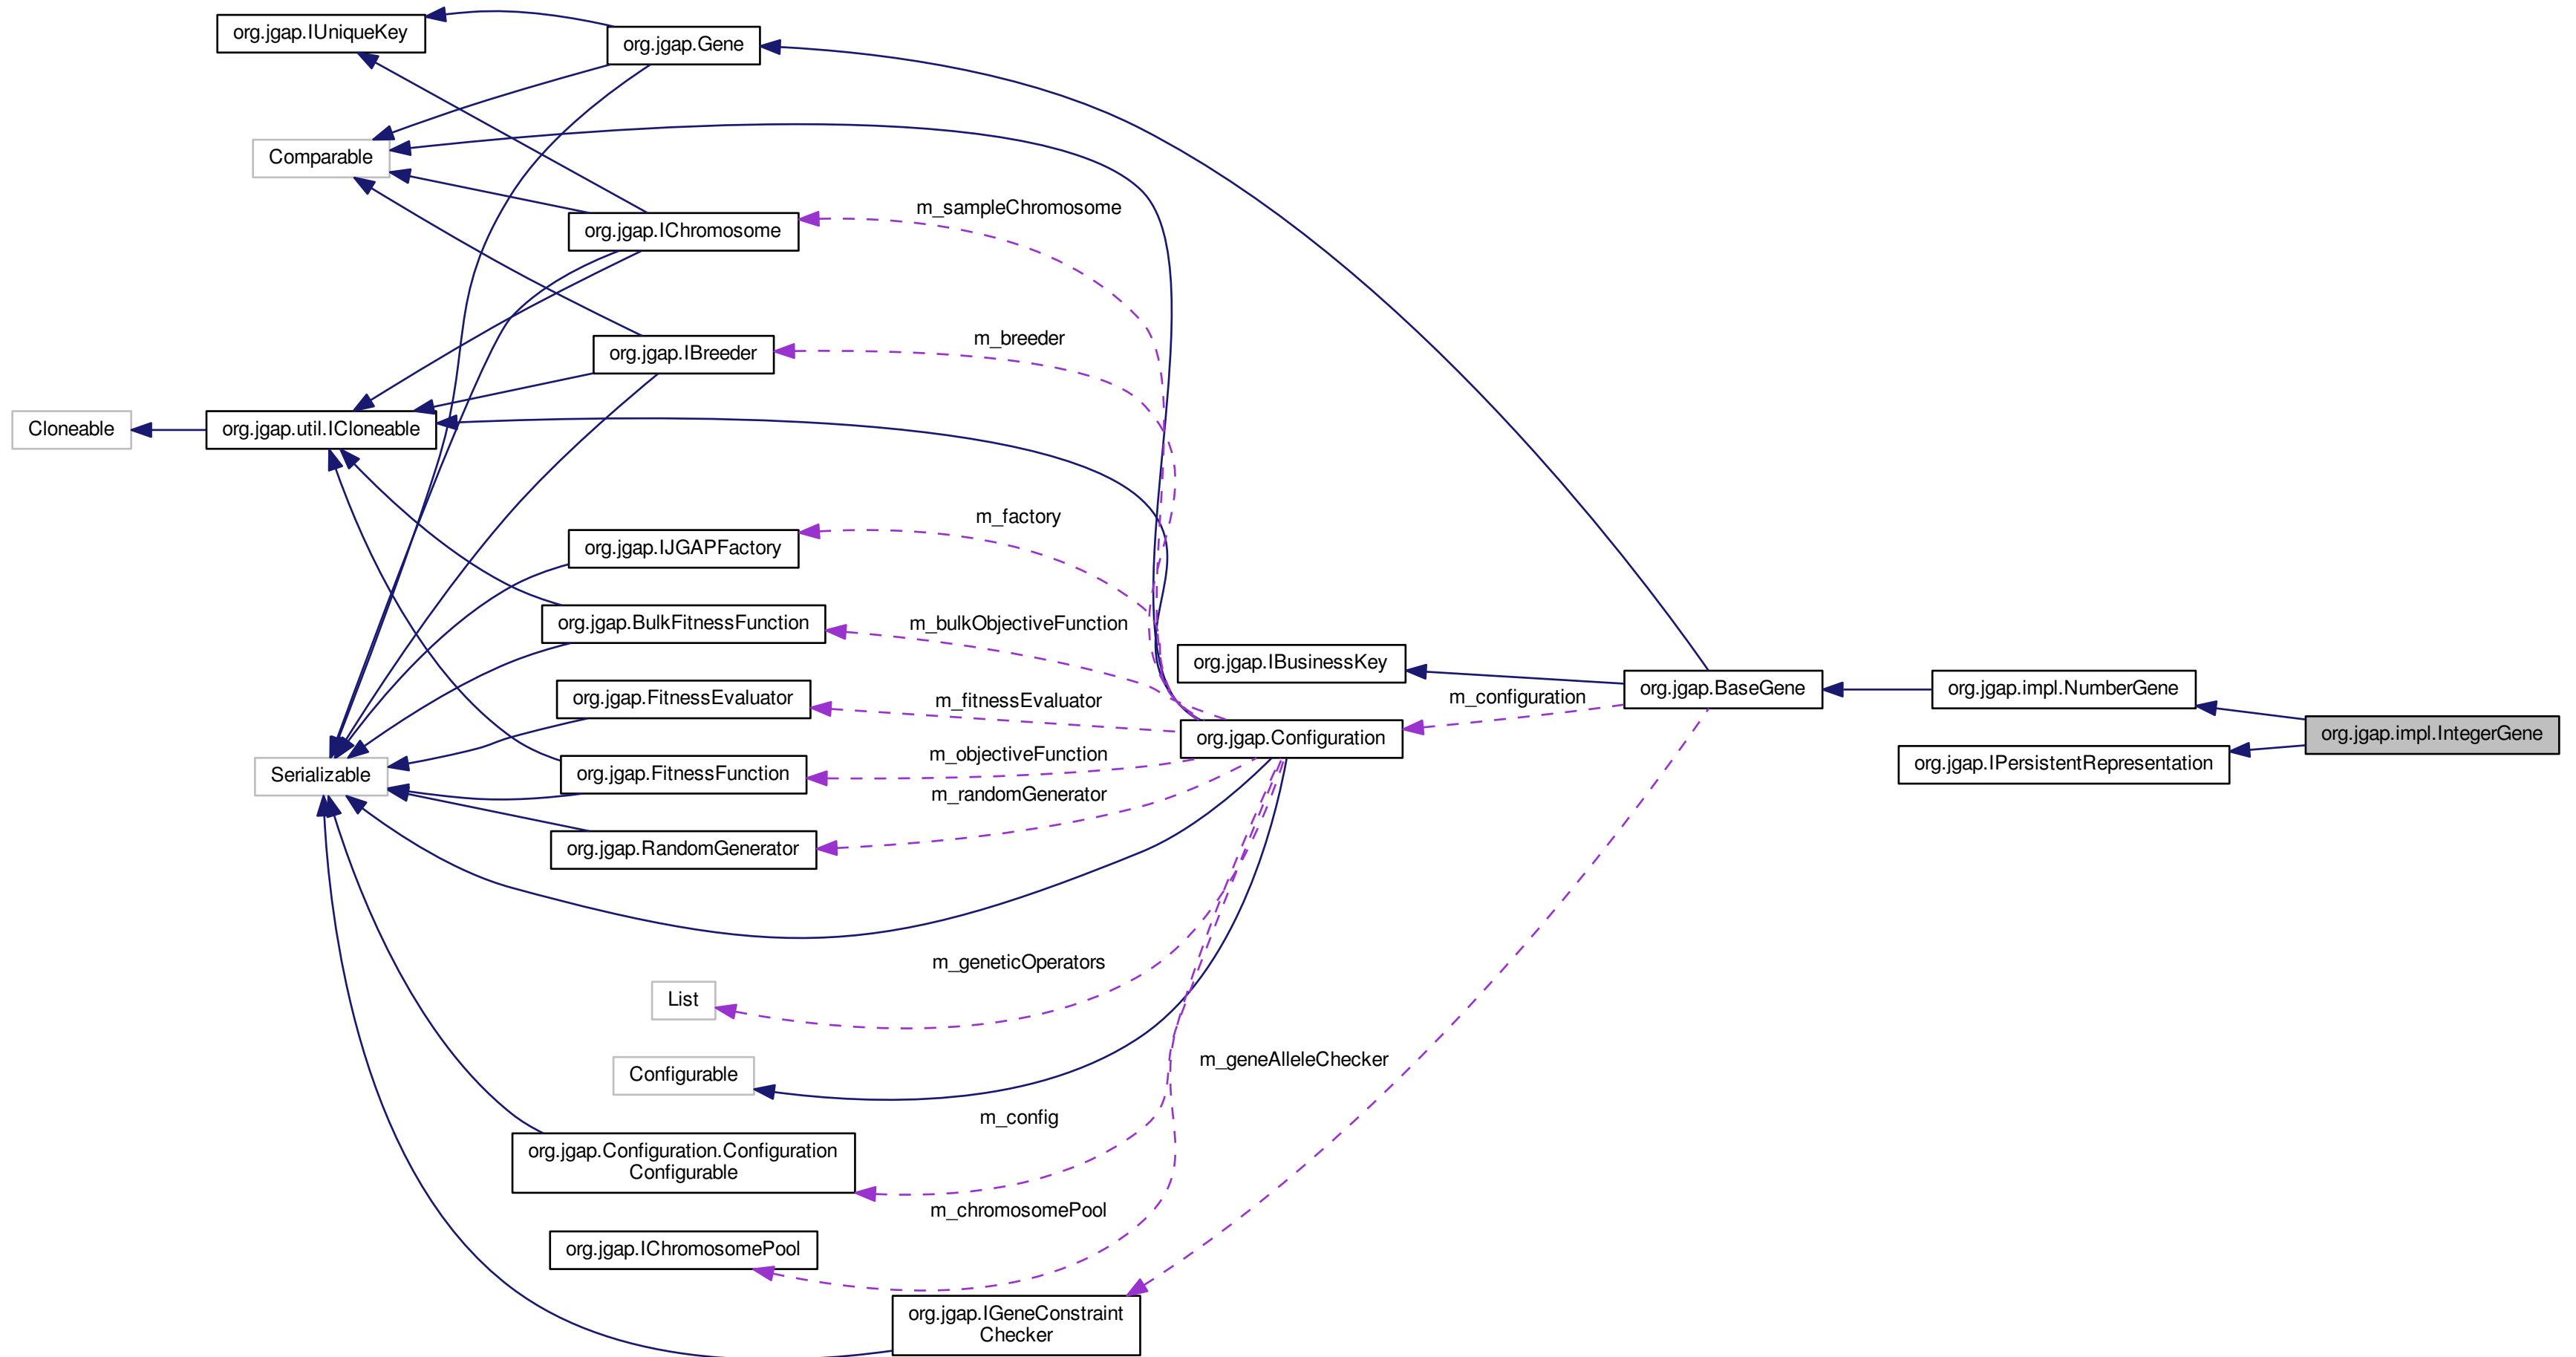 org.jgap.IUniqueKey
org.jgap.Gene
Comparable
m_sampleChromosome
org.jgap.IChromosome
m_breeder
org.jgap.IBreeder
Cloneable
org.jgap.util.ICloneable
m_factory
org.jgap.IJGAPFactory
org.jgap.BulkFitnessFunction
m_bulkObjectiveFunction
org.jgap.IBusinessKey
org.jgap.BaseGene
org.jgap.impl.NumberGene
org.jgap.FitnessEvaluator
m_fitnessEvaluator
m_configuration
org.jgap.Configuration
org.jgap.impl.IntegerGene
m_objectiveFunction
org.jgap.IPersistentRepresentation
Serializable
org.jgap.FitnessFunction
m_randomGenerator
org.jgap.RandomGenerator
m_geneticOperators
List
m_geneAlleleChecker
Configurable
m_config
org.jgap.Configuration.Configuration
Configurable
m_chromosomePool
org.jgap.IChromosomePool
org.jgap.IGeneConstraint
Checker